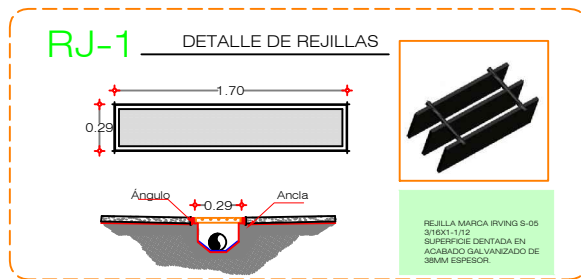 RJ-1
DETALLE DE REJILLAS
1.70
0.29
Ángulo
0.29
Ancla
REJILLA MARCA IRVING S-05
3/16X1-1/12
SUPERFICIE DENTADA EN
ACABADO GALVANIZADO DE
38MM ESPESOR.